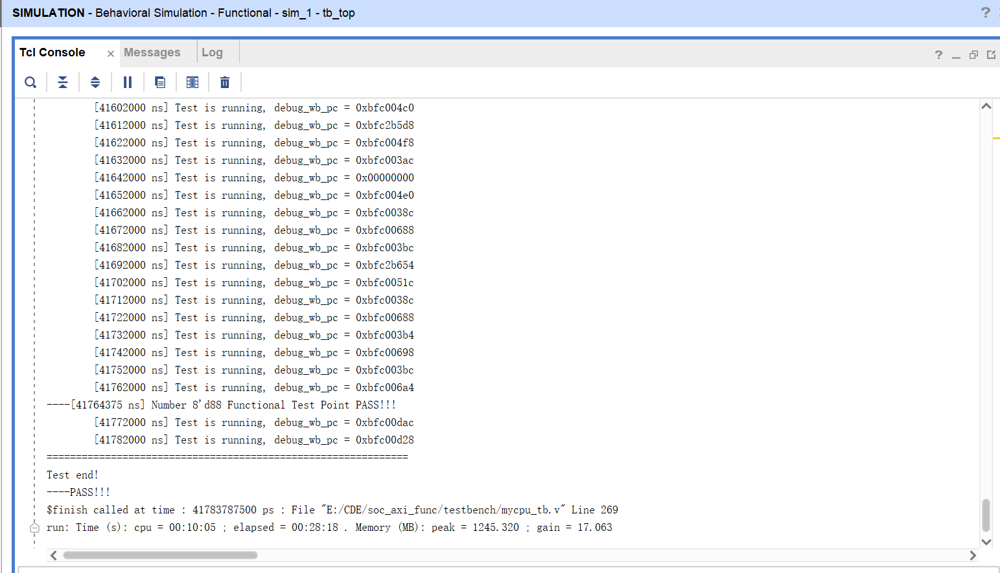 SIMULATION - Behavioral Simulation - Functional - sim_1 - tb_top ?
Tcl Console × Messages Log ?
[41602000 ns] Test is running, debug_wb_pc = 0xbfc004c0
[41612000 ns] Test is running, debug_wb_pc = 0xbfc2b5d8
[41622000 ns] Test is running, debug_wb_pc = 0xbfc004f8
[41632000 ns] Test is running, debug_wb_pc = 0xbfc003ac
[41642000 ns] Test is running, debug_wb_pc = 0x00000000
[41652000 ns] Test is running, debug_wb_pc = 0xbfc004e0
[41662000 ns] Test is running, debug_wb_pc = 0xbfc0038c
[41672000 ns] Test is running, debug_wb_pc = 0xbfc00688
[41682000 ns] Test is running, debug_wb_pc = 0xbfc003bc
[41692000 ns] Test is running, debug_wb_pc = 0xbfc2b654
[41702000 ns] Test is running, debug_wb_pc = 0xbfc0051c
[41712000 ns] Test is running, debug_wb_pc = 0xbfc0038c
[41722000 ns] Test is running, debug_wb_pc = 0xbfc00688
[41732000 ns] Test is running, debug_wb_pc = 0xbfc003b4
[41742000 ns] Test is running, debug_wb_pc = 0xbfc00698
[41752000 ns] Test is running, debug_wb_pc = 0xbfc003bc
[41762000 ns] Test is running, debug_wb_pc = 0xbfc006a4
----[41764375 ns] Number 8'd88 Functional Test Point PASS!!!
[41772000 ns] Test is running, debug_wb_pc = 0xbfc00dac
[41782000 ns] Test is running, debug_wb_pc = 0xbfc00d28
==============================================================
Test end!
----PASS!!!
$finish called at time : 41783787500 ps : File "E:/CDE/soc_axi_func/testbench/mycpu_tb.v" Line 269
run: Time (s): cpu = 00:10:05 ; elapsed = 00:28:18 . Memory (MB): peak = 1245.320 ; gain = 17.063